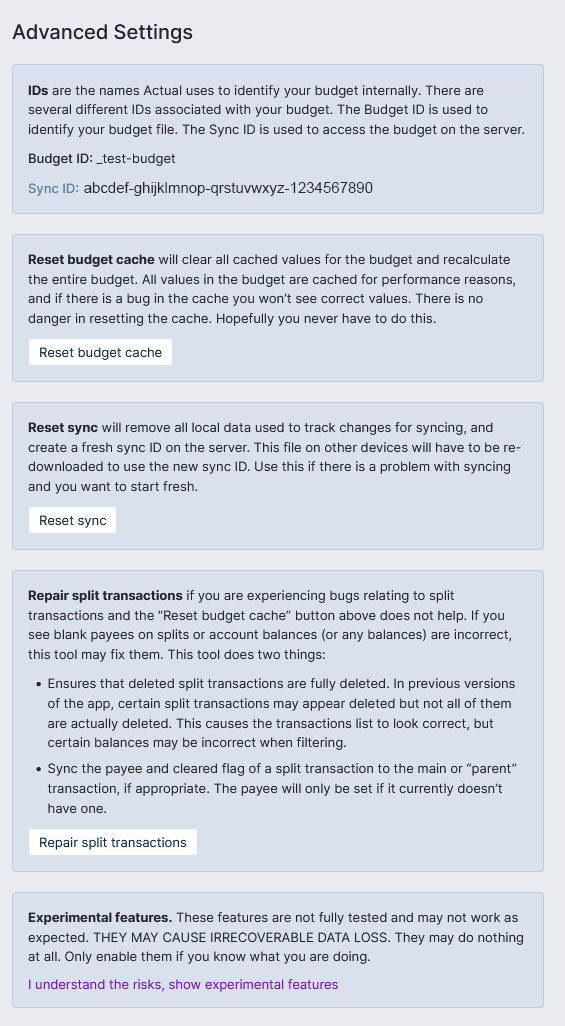 Advanced Settings
IDs are the names Actual uses to identify your budget internally. There are
several different IDs associated with your budget. The Budget ID is used to
identify your budget file. The Sync ID is used to access the budget on the server.
Budget ID: _test-budget
Sync ID: abcdef-ghijklmnop-qrstuvwxyz-1234567890
Reset budget cache will clear all cached values for the budget and recalculate
the entire budget. All values in the budget are cached for performance reasons,
and if there is a bug in the cache you won’t see correct values. There is no
danger in resetting the cache. Hopefully you never have to do this.
Reset budget cache
Reset sync will remove all local data used to track changes for syncing, and
create a fresh sync ID on the server. This file on other devices will have to be re-
downloaded to use the new sync ID. Use this if there is a problem with syncing
and you want to start fresh.
Reset sync
Repair split transactions if you are experiencing bugs relating to split
transactions and the “Reset budget cache” button above does not help. If you
see blank payees on splits or account balances (or any balances) are incorrect,
this tool may fix them. This tool does two things:
• Ensures that deleted split transactions are fully deleted. In previous versions
of the app, certain split transactions may appear deleted but not all of them
are actually deleted. This causes the transactions list to look correct, but
certain balances may be incorrect when filtering.
• Sync the payee and cleared flag of a split transaction to the main or “parent”
transaction, if appropriate. The payee will only be set if it currently doesn’t
have one.
Repair split transactions
Experimental features. These features are not fully tested and may not work as
expected. THEY MAY CAUSE IRRECOVERABLE DATA LOSS. They may do nothing
at all. Only enable them if you know what you are doing.
I understand the risks, show experimental features